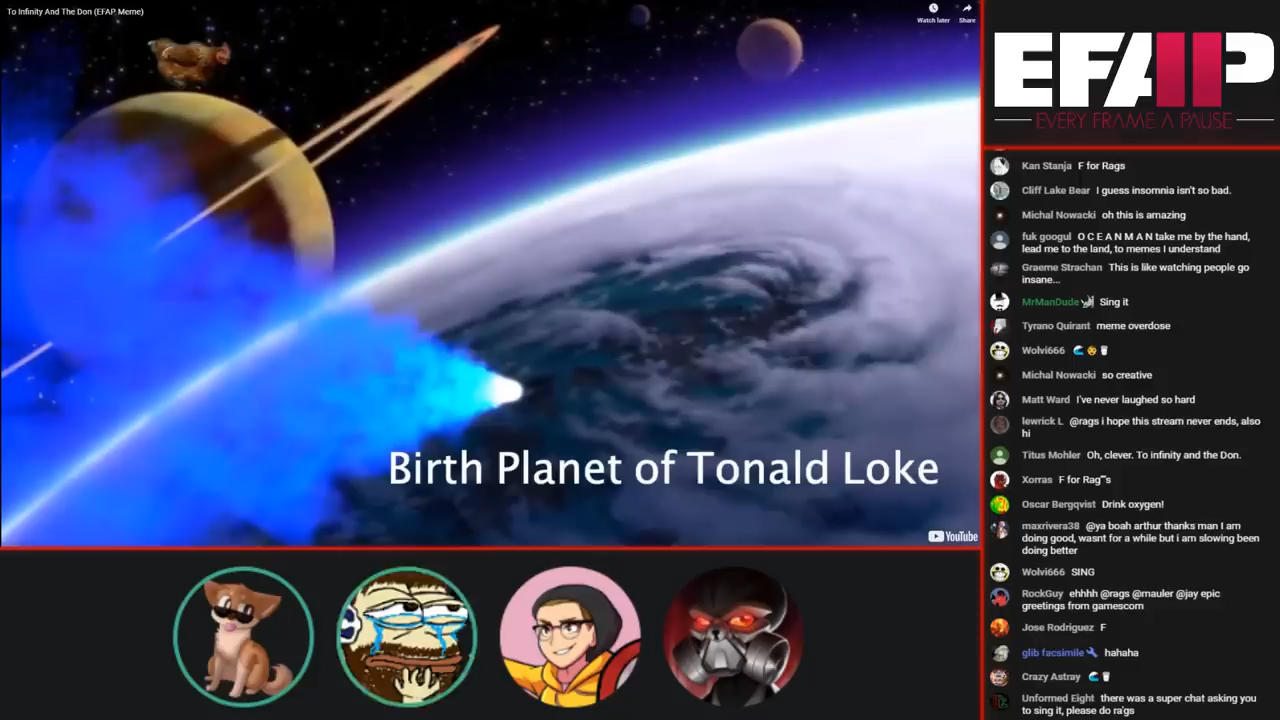 To Infinity And The Don (EFAP Meme)
Watch later
Share
Birth Planet of Tonald Loke
YouTube
EFAP
EVERY FRAME A PAUSE
Kan Stanja F for Rags
Cliff Lake Bear I guess insomnia isn't so bad.
Michal Nowacki oh this is amazing
fuk googul O C E A N M A N take me by the hand,
lead me to the land, to memes I understand
Graeme Strachan This is like watching people go
insane...
MrManDude Sing it
Tyrano Quirant meme overdose
Wolvi666 🌊😲🥛
Michal Nowacki so creative
Matt Ward I've never laughed so hard
lewrick L @rags i hope this stream never ends, also
hi
Titus Mohler Oh, clever. To infinity and the Don.
Xorras F for Rag"'s
Oscar Bergqvist Drink oxygen!
maxrivera38 @ya boah arthur thanks man I am
doing good, wasnt for a while but i am slowing been
doing better
Wolvi666 SING
RockGuy ehhhh @rags @mauler @jay epic
greetings from gamescom
Jose Rodriguez F
glib facsimile hahaha
Crazy Astray 🌊🥛
Unformed Eight there was a super chat asking you
to sing it, please do ra'gs